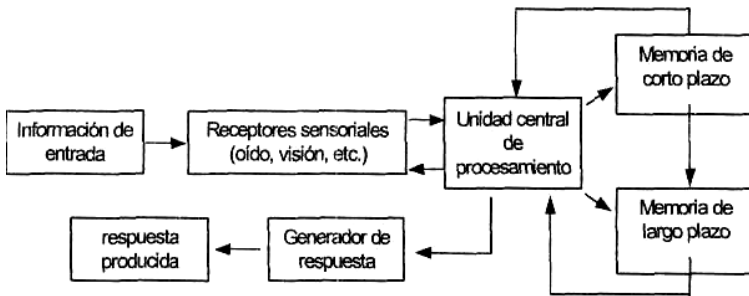 Información de
entrada
Receptores sensoriales
(oído, visión, etc.)
Unidad central
de
procesamiento
Memoria de
corto plazo
Memoria de
largo plazo
Generador de
respuesta
respuesta
producida